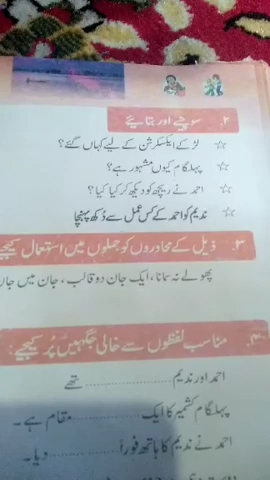 ۲. سوچیے اور بتائیے
☆ لڑکے ایکسکرشن کے لیے کہاں گئے؟
☆ پہلگام کیوں مشہور ہے؟
☆ احمد نے ریچھ کو دیکھ کر کیا کیا؟
☆ ندیم کو احمد کے کس عمل سے دُکھ پہنچا
۳. ذیل کے محاوروں کو جملوں میں استعمال کیجیے
پھولے نہ سمانا، ایک جان دو قالب، جان میں جان
۴. مناسب لفظوں سے خالی جگہیں پُر کیجیے:
احمد اور ندیم .................. تھے
پہلگام کشمیر کا ایک .................. مقام ہے۔
احمد نے ندیم کا ہاتھ فوراً .................. دیا۔